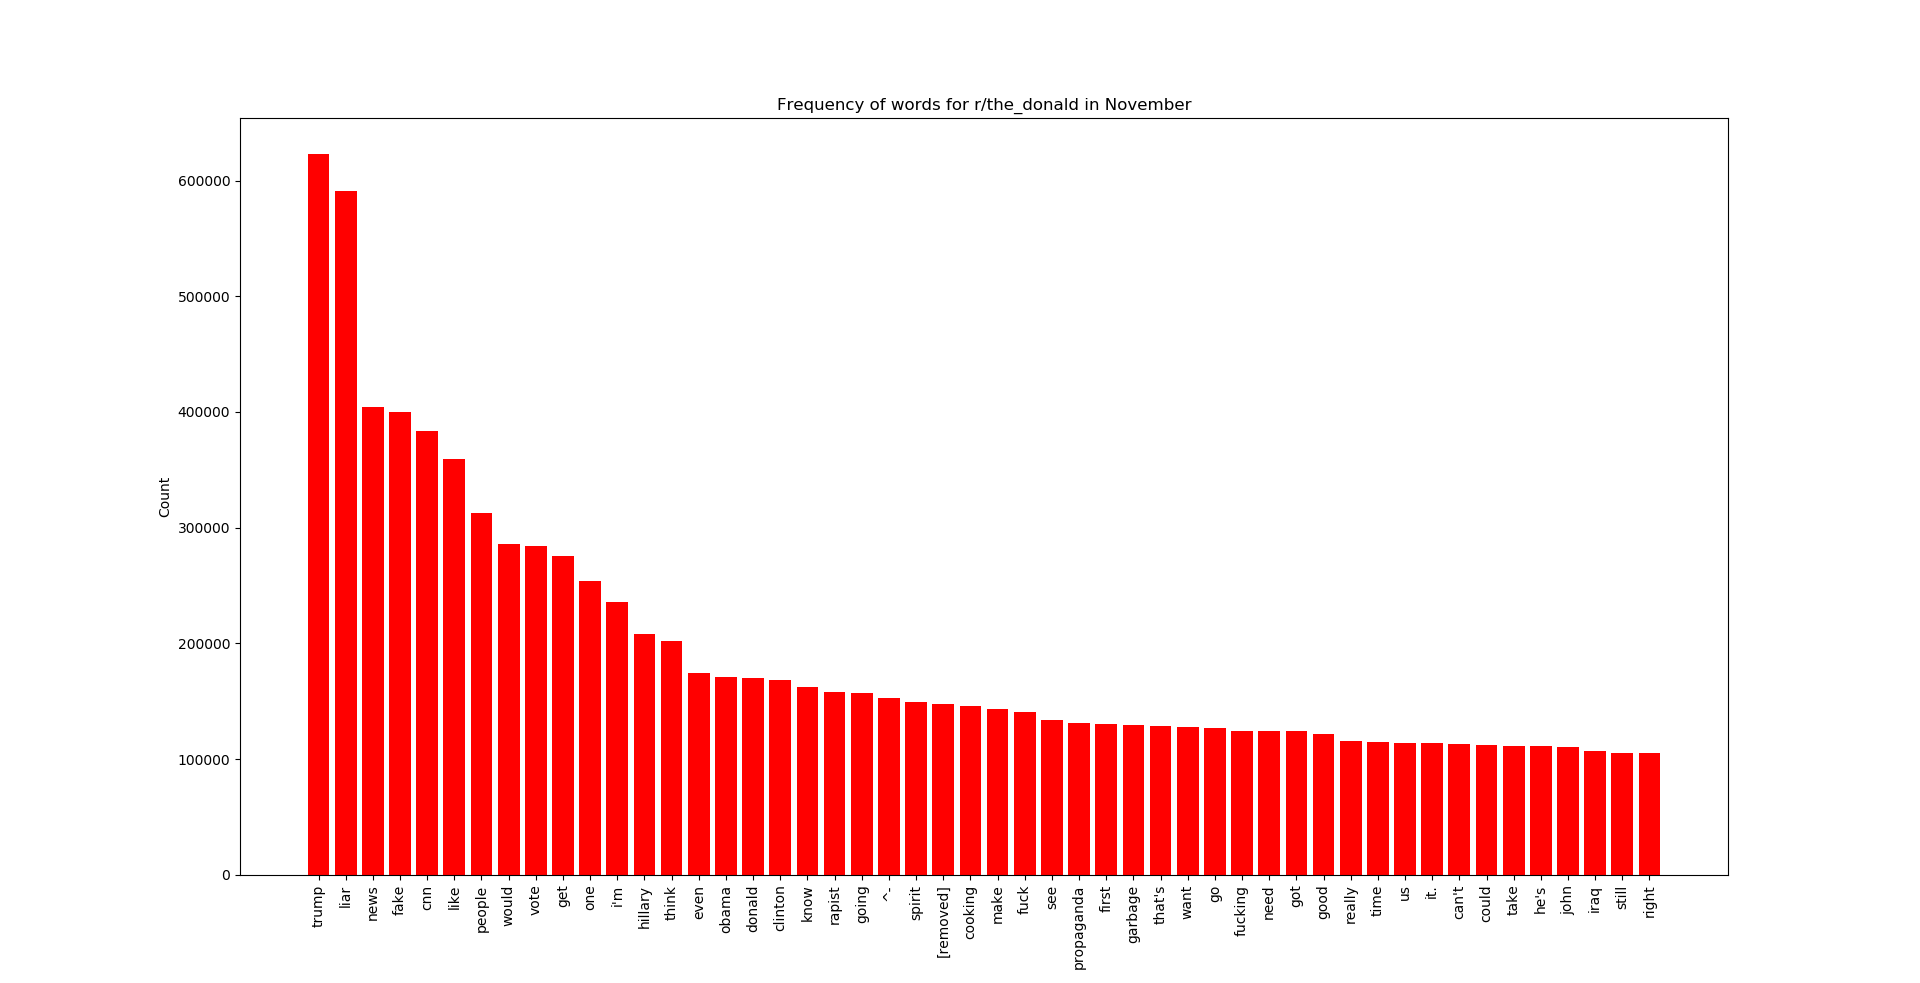 Frequency of words for r/the_donald in November
600000
500000
400000
300000
200000
100000
0
Count
trump
liar
news
fake
cnn
like
people
would
vote
get
one
i'm
hillary
think
even
obama
donald
clinton
know
rapist
going
^-
spirit
[removed]
cooking
make
fuck
see
propaganda
first
garbage
that's
want
go
fucking
need
got
good
really
time
us
it.
can't
could
take
he's
john
iraq
still
right